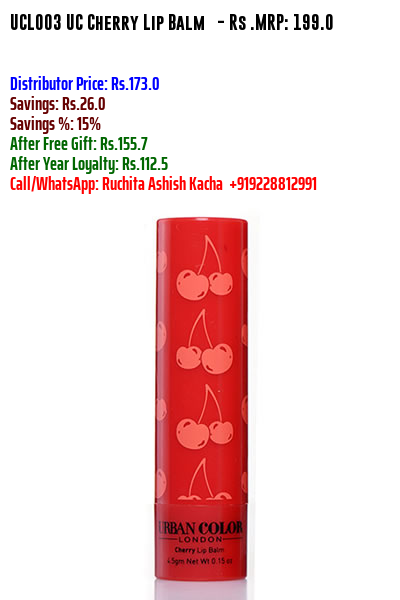 UCL003 UC Cherry Lip Balm - Rs .MRP: 199.0
Distributor Price: Rs.173.0
Savings: Rs.26.0
Savings %: 15%
After Free Gift: Rs.155.7
After Year Loyalty: Rs.112.5
Call/WhatsApp: Ruchita Ashish Kacha +919228812991
URBAN COLOR
LONDON
Cherry Lip Balm
4.5gm Net Wt 0.15 oz